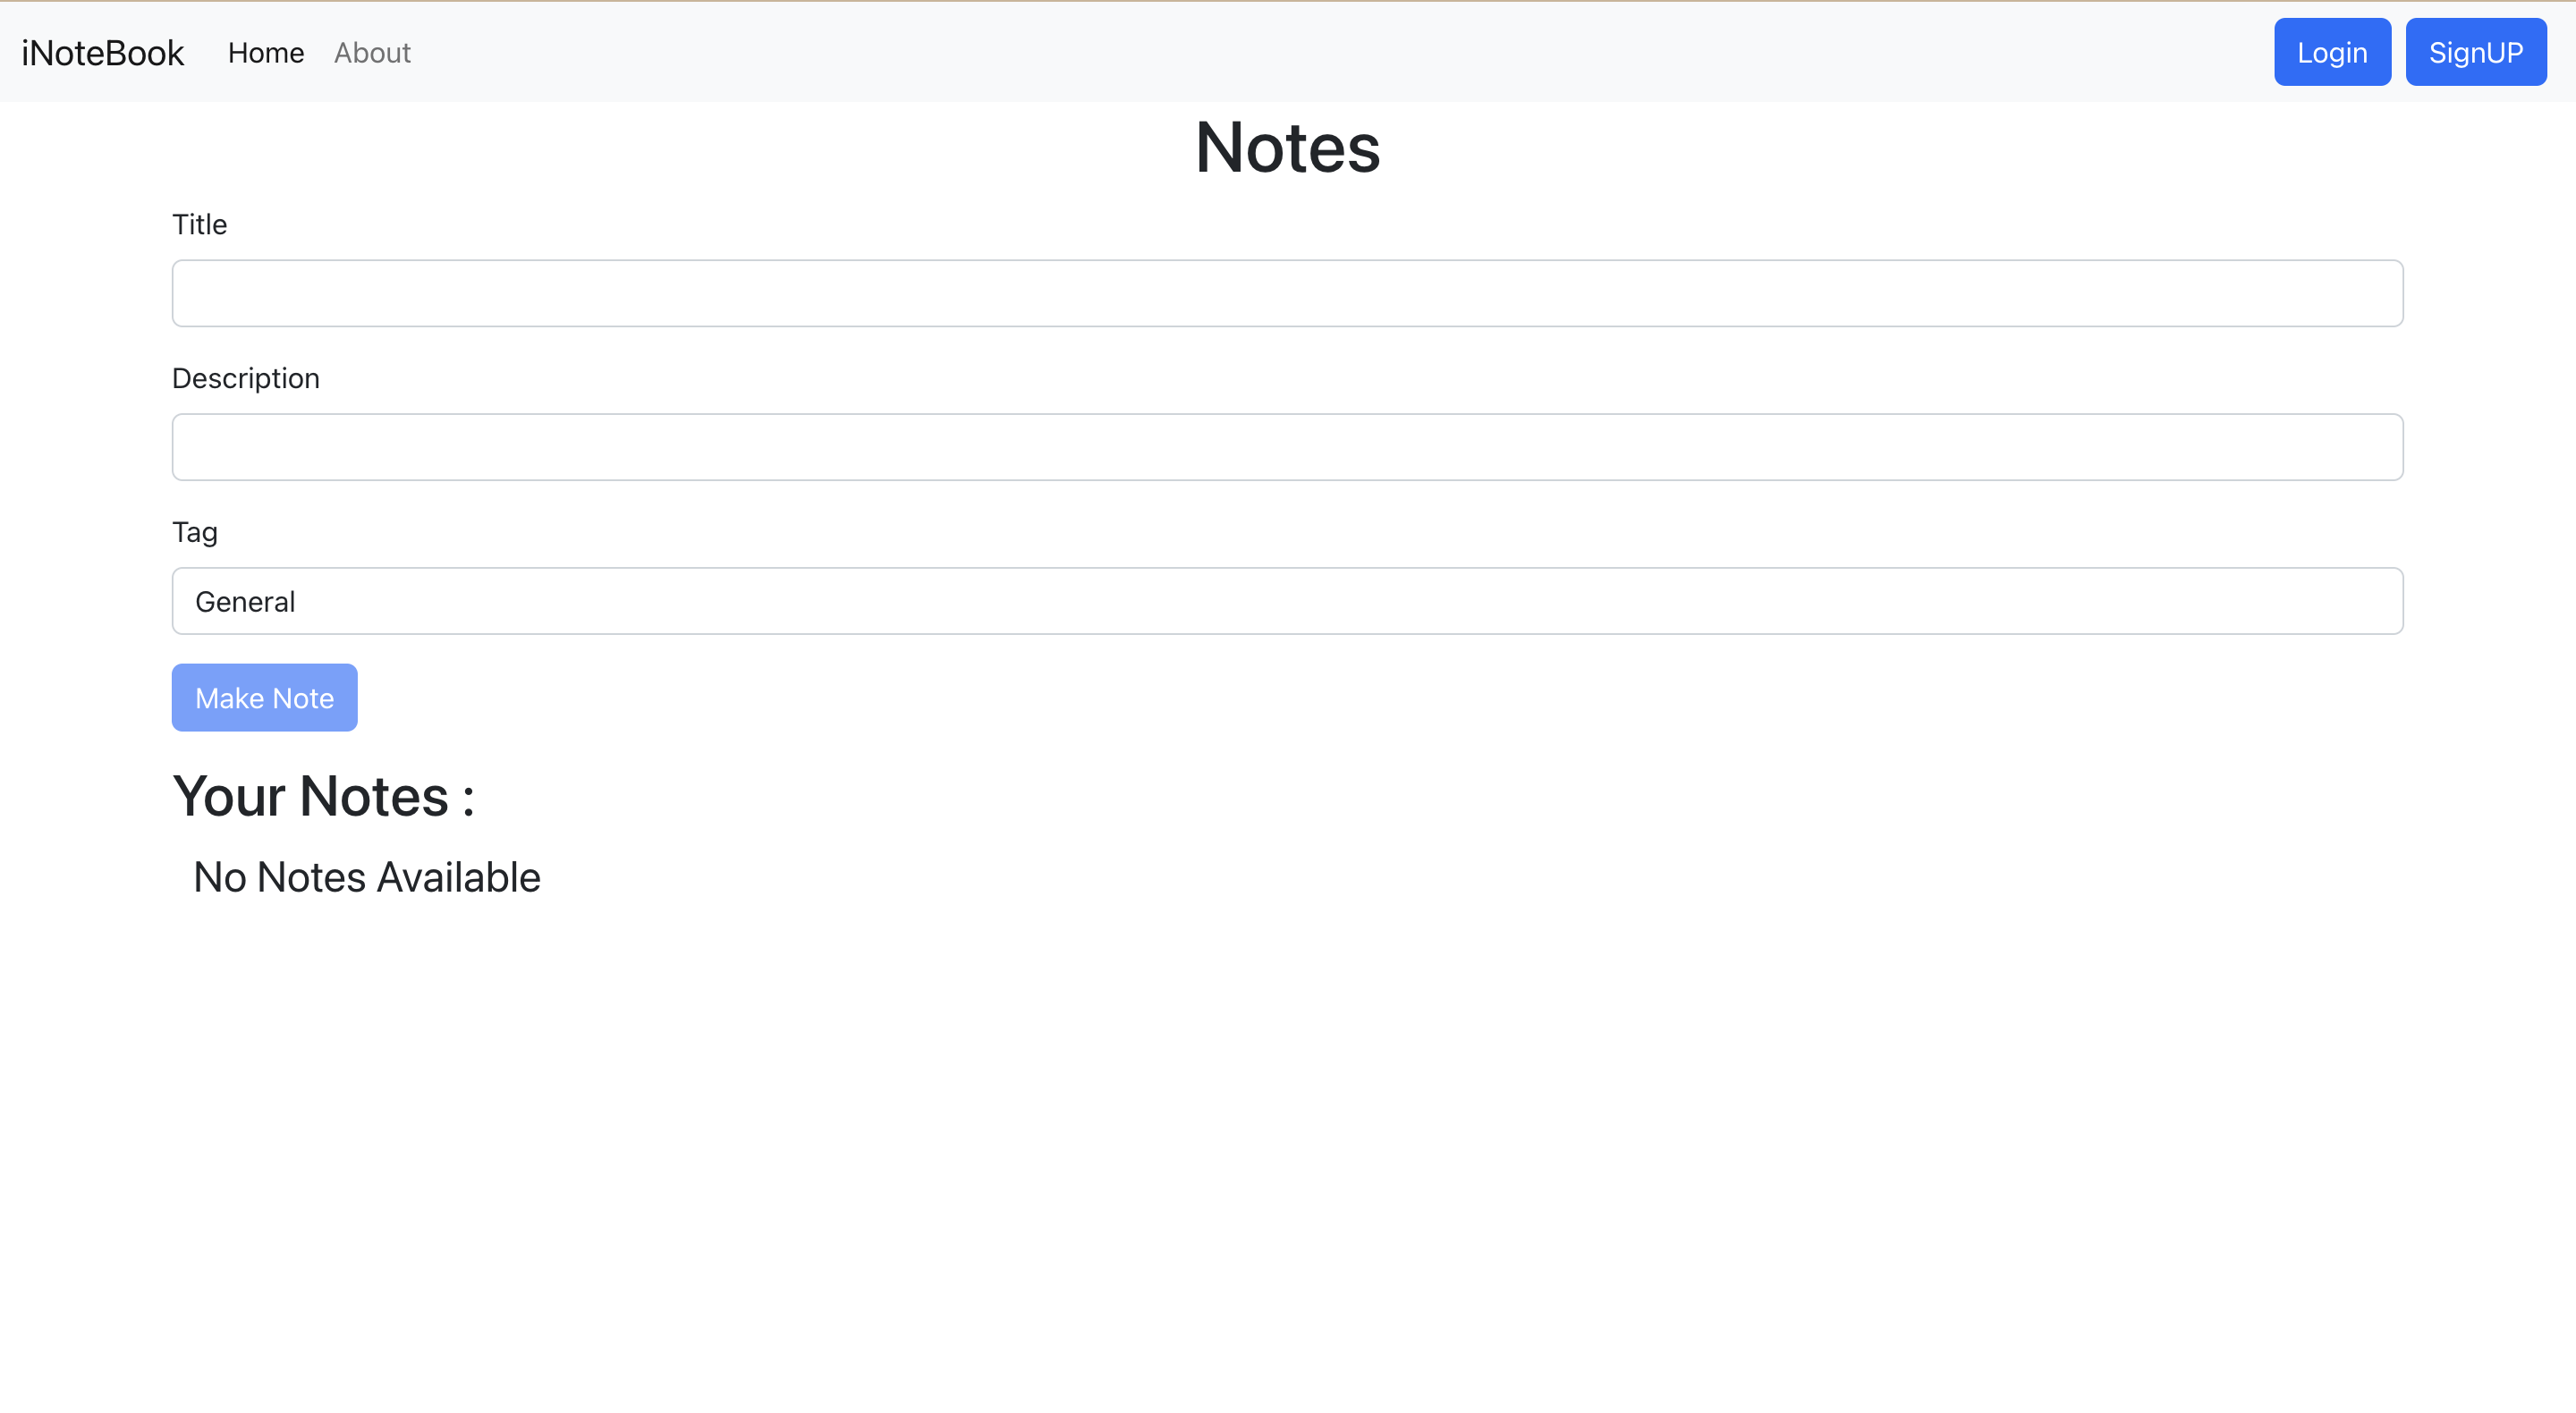 iNoteBook Home About Login SignUP
Notes
Title
Description
Tag
General
Make Note
Your Notes :
No Notes Available